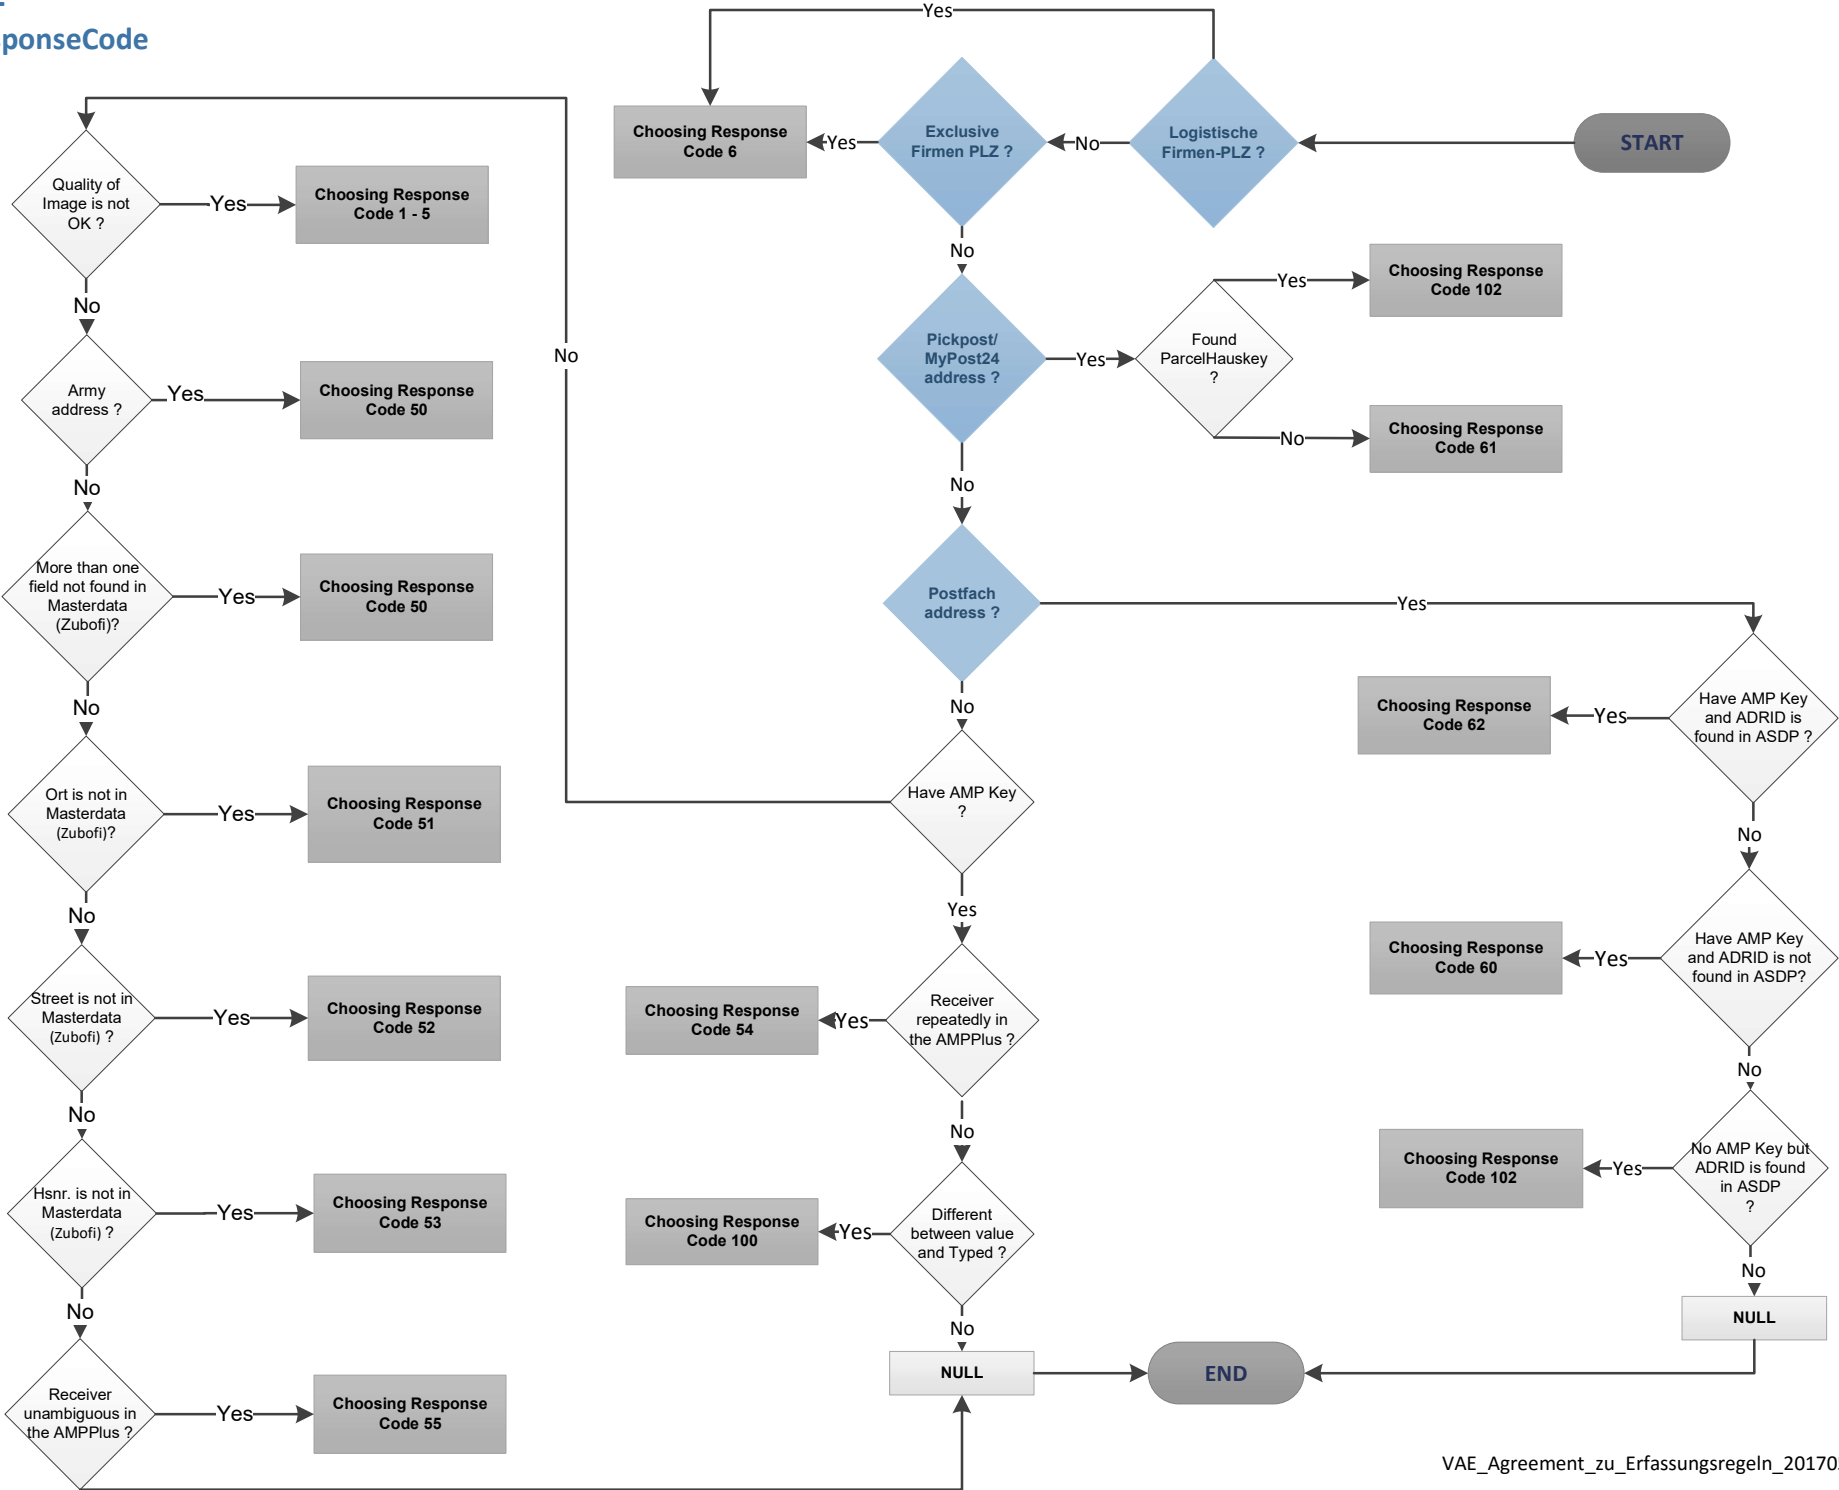 ponseCode
Yes
START
Logistische
Firmen-PLZ ?
No
Exclusive
Firmen PLZ ?
Yes
Choosing Response
Code 6
No
Pickpost/
MyPost24
address ?
Yes
Found
ParcelHauskey
?
Yes
Choosing Response
Code 102
No
Choosing Response
Code 61
No
Postfach
address ?
Yes
Have AMP Key
and ADRID is
found in ASDP ?
Yes
Choosing Response
Code 62
No
Have AMP Key
and ADRID is not
found in ASDP?
Yes
Choosing Response
Code 60
No
No AMP Key but
ADRID is found
in ASDP
?
Yes
Choosing Response
Code 102
No
NULL
No
Have AMP Key
?
Yes
Receiver
repeatedly in
the AMPPlus ?
Yes
Choosing Response
Code 54
No
Different
between value
and Typed ?
Yes
Choosing Response
Code 100
No
NULL
END
No
Quality of
Image is not
OK ?
Yes
Choosing Response
Code 1 - 5
No
Army
address ?
Yes
Choosing Response
Code 50
No
More than one
field not found in
Masterdata
(Zubofi)?
Yes
Choosing Response
Code 50
No
Ort is not in
Masterdata
(Zubofi)?
Yes
Choosing Response
Code 51
No
Street is not in
Masterdata
(Zubofi) ?
Yes
Choosing Response
Code 52
No
Hsnr. is not in
Masterdata
(Zubofi) ?
Yes
Choosing Response
Code 53
No
Receiver
unambiguous in
the AMPPlus ?
Yes
Choosing Response
Code 55
VAE_Agreement_zu_Erfassungsregeln_20170